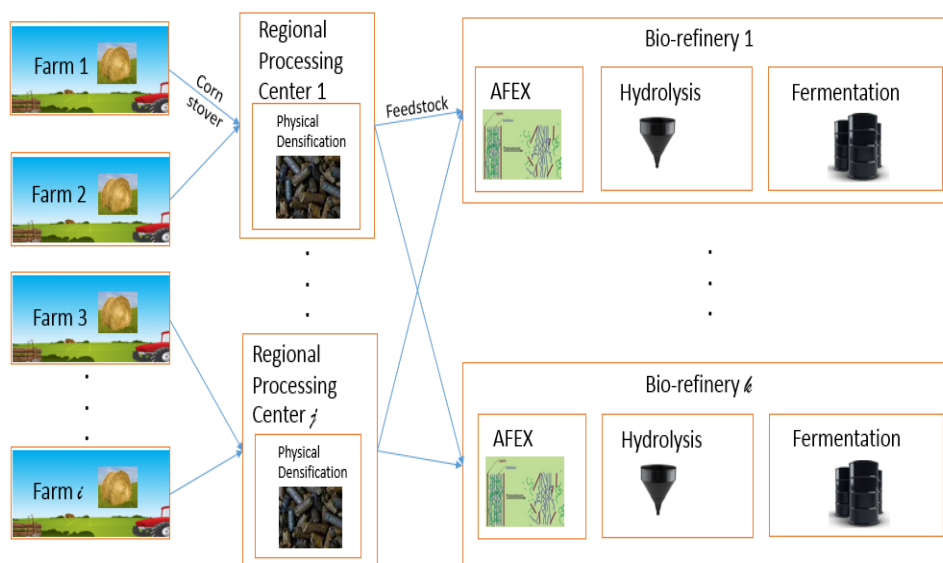 Farm 1
Farm 2
Farm 3
Farm i
Corn
stover
Regional
Processing
Center 1
Physical
Densification
Regional
Processing
Center j
Physical
Densification
Feedstock
Bio-refinery 1
AFEX
Hydrolysis
Fermentation
Bio-refinery k
AFEX
Hydrolysis
Fermentation